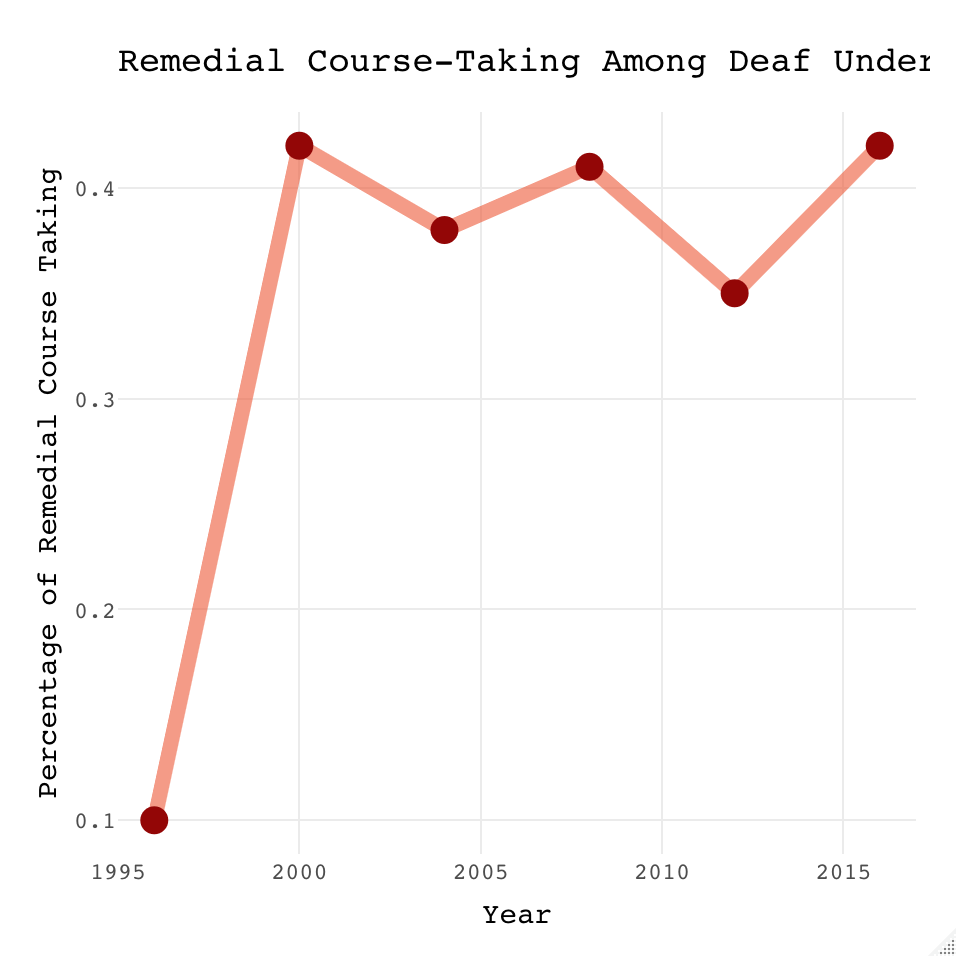 Remedial Course-Taking Among Deaf Under
Percentage of Remedial Course Taking
0.4
0.3
0.2
0.1
1995 2000 2005 2010 2015
Year